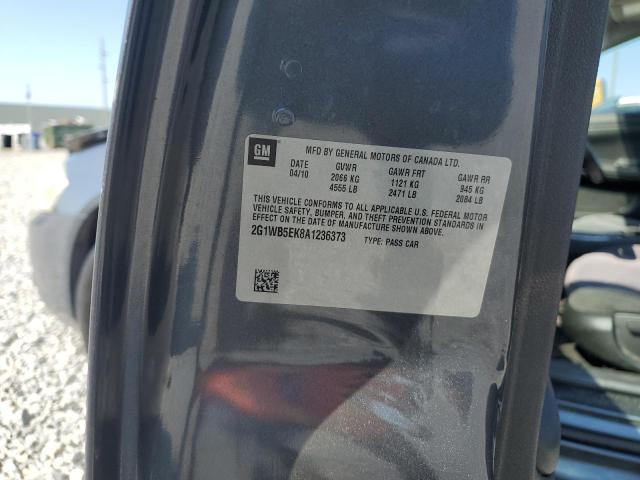 GM
MFD BY GENERAL MOTORS OF CANADA LTD.
DATE GVWR GAWR FRT GAWR RR
04/10 2066 KG 1121 KG 945 KG
4555 LB 2471 LB 2084 LB
THIS VEHICLE CONFORMS TO ALL APPLICABLE U.S. FEDERAL MOTOR
VEHICLE SAFETY, BUMPER, AND THEFT PREVENTION STANDARDS IN
EFFECT ON THE DATE OF MANUFACTURE SHOWN ABOVE.
2G1WB5EK8A1236373 TYPE: PASS CAR